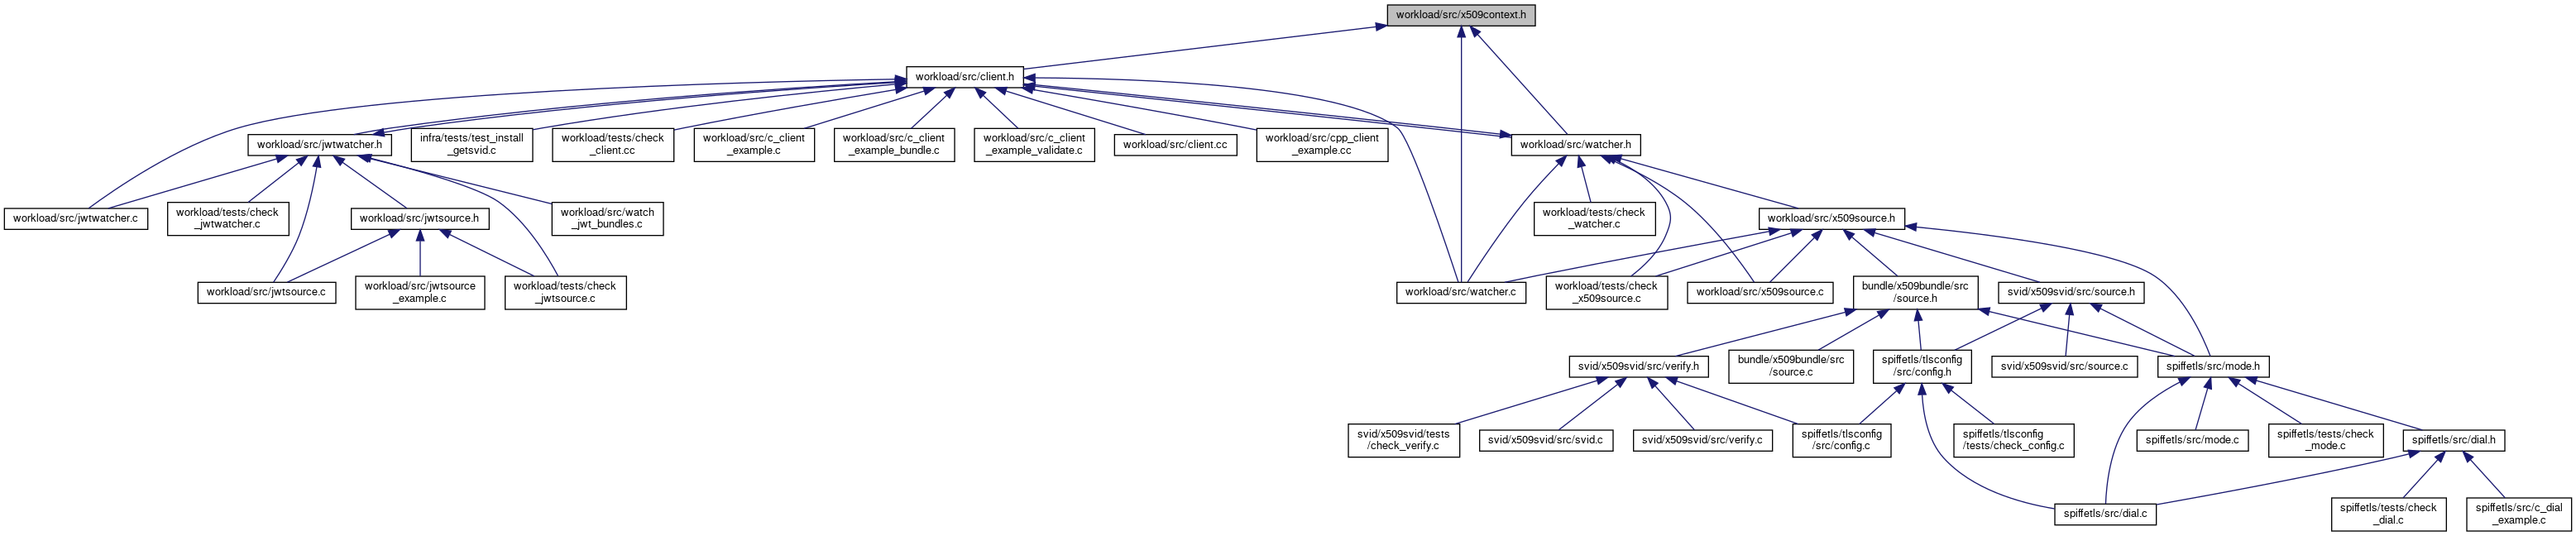 workload/src/x509context.h
workload/src/client.h
workload/src/jwtwatcher.h
infra/tests/test_install
_getsvid.c
workload/tests/check
_client.cc
workload/src/c_client
_example.c
workload/src/c_client
_example_bundle.c
workload/src/c_client
_example_validate.c
workload/src/client.cc
workload/src/cpp_client
_example.cc
workload/src/watcher.h
workload/src/jwtwatcher.c
workload/tests/check
_jwtwatcher.c
workload/src/jwtsource.h
workload/src/watch
_jwt_bundles.c
workload/tests/check
_watcher.c
workload/src/x509source.h
workload/src/jwtsource.c
workload/src/jwtsource
_example.c
workload/tests/check
_jwtsource.c
workload/src/watcher.c
workload/tests/check
_x509source.c
workload/src/x509source.c
bundle/x509bundle/src
/source.h
svid/x509svid/src/source.h
svid/x509svid/src/verify.h
bundle/x509bundle/src
/source.c
spiffetls/tlsconfig
/src/config.h
svid/x509svid/src/source.c
spiffetls/src/mode.h
svid/x509svid/tests
/check_verify.c
svid/x509svid/src/svid.c
svid/x509svid/src/verify.c
spiffetls/tlsconfig
/src/config.c
spiffetls/tlsconfig
/tests/check_config.c
spiffetls/src/mode.c
spiffetls/tests/check
_mode.c
spiffetls/src/dial.h
spiffetls/src/dial.c
spiffetls/tests/check
_dial.c
spiffetls/src/c_dial
_example.c